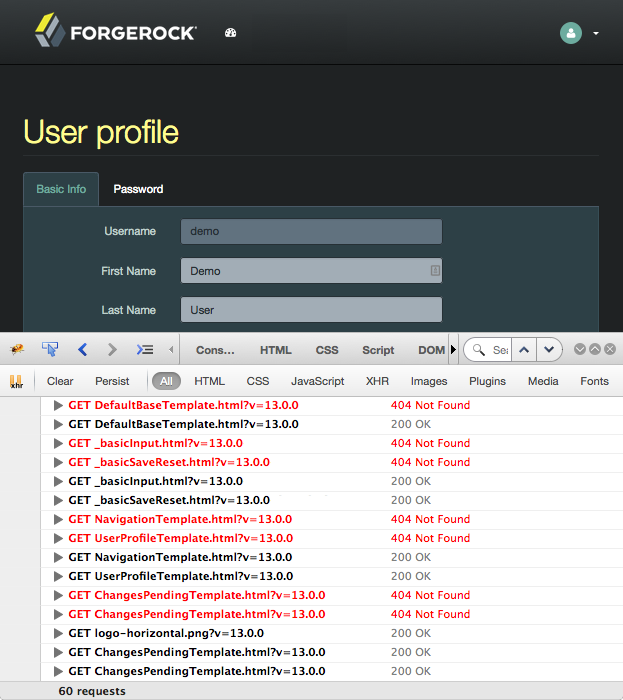 FORGEROCK
User profile
Basic Info Password
Username demo
First Name Demo
Last Name User
Cons... HTML CSS Script DOM
xhr Clear Persist All HTML CSS JavaScript XHR Images Plugins Media Fonts
GET DefaultBaseTemplate.html?v=13.0.0 404 Not Found
GET DefaultBaseTemplate.html?v=13.0.0 200 OK
GET _basicInput.html?v=13.0.0 404 Not Found
GET _basicSaveReset.html?v=13.0.0 404 Not Found
GET _basicInput.html?v=13.0.0 200 OK
GET _basicSaveReset.html?v=13.0.0 200 OK
GET NavigationTemplate.html?v=13.0.0 404 Not Found
GET UserProfileTemplate.html?v=13.0.0 404 Not Found
GET NavigationTemplate.html?v=13.0.0 200 OK
GET UserProfileTemplate.html?v=13.0.0 200 OK
GET ChangesPendingTemplate.html?v=13.0.0 404 Not Found
GET ChangesPendingTemplate.html?v=13.0.0 404 Not Found
GET logo-horizontal.png?v=13.0.0 200 OK
GET ChangesPendingTemplate.html?v=13.0.0 200 OK
GET ChangesPendingTemplate.html?v=13.0.0 200 OK
60 requests